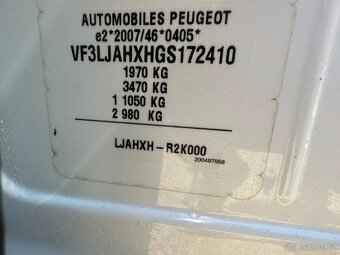 AUTOMOBILES PEUGEOT
e2*2007/46*0405*
VF3LJAHXHGS172410
1970 KG
3470 KG
1 1050 KG
2 980 KG
LJAHXH-R2K000
200497958